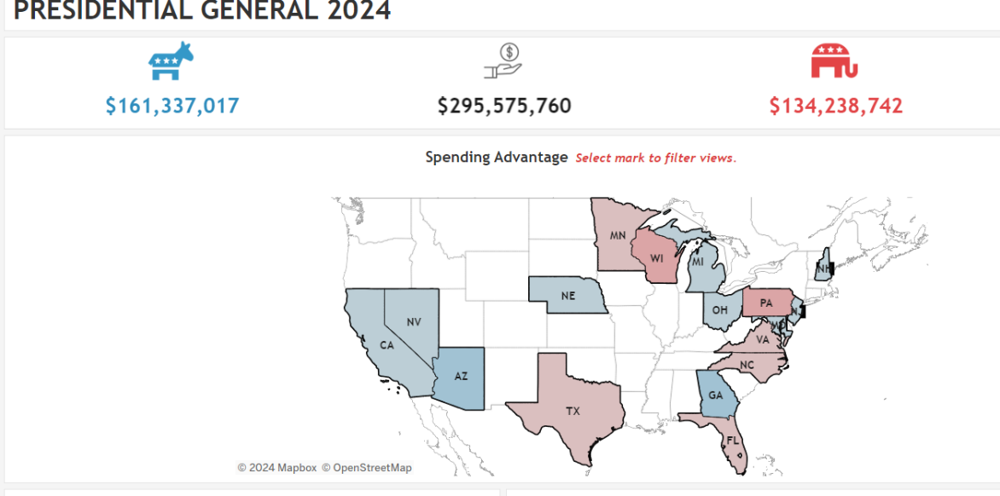 PRESIDENTIAL GENERAL 2024
$
$161,337,017
$295,575,760
$134,238,742
Spending Advantage Select mark to filter views.
MN
WI
MI
NH
NE
OH
PA
NJ
NV
MD
CA
VA
NC
AZ
GA
TX
FL
© 2024 Mapbox © OpenStreetMap